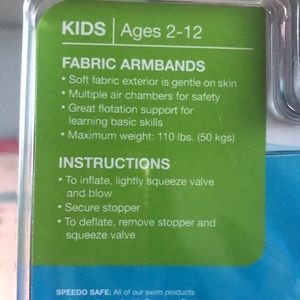 KIDS | Ages 2-12
FABRIC ARMBANDS
• Soft fabric exterior is gentle on skin
• Multiple air chambers for safety
• Great flotation support for
learning basic skills
• Maximum weight: 110 lbs. (50 kgs)
INSTRUCTIONS
• To inflate, lightly squeeze valve
and blow
• Secure stopper
• To deflate, remove stopper and
squeeze valve
SPEEDO SAFE: All of our swim products